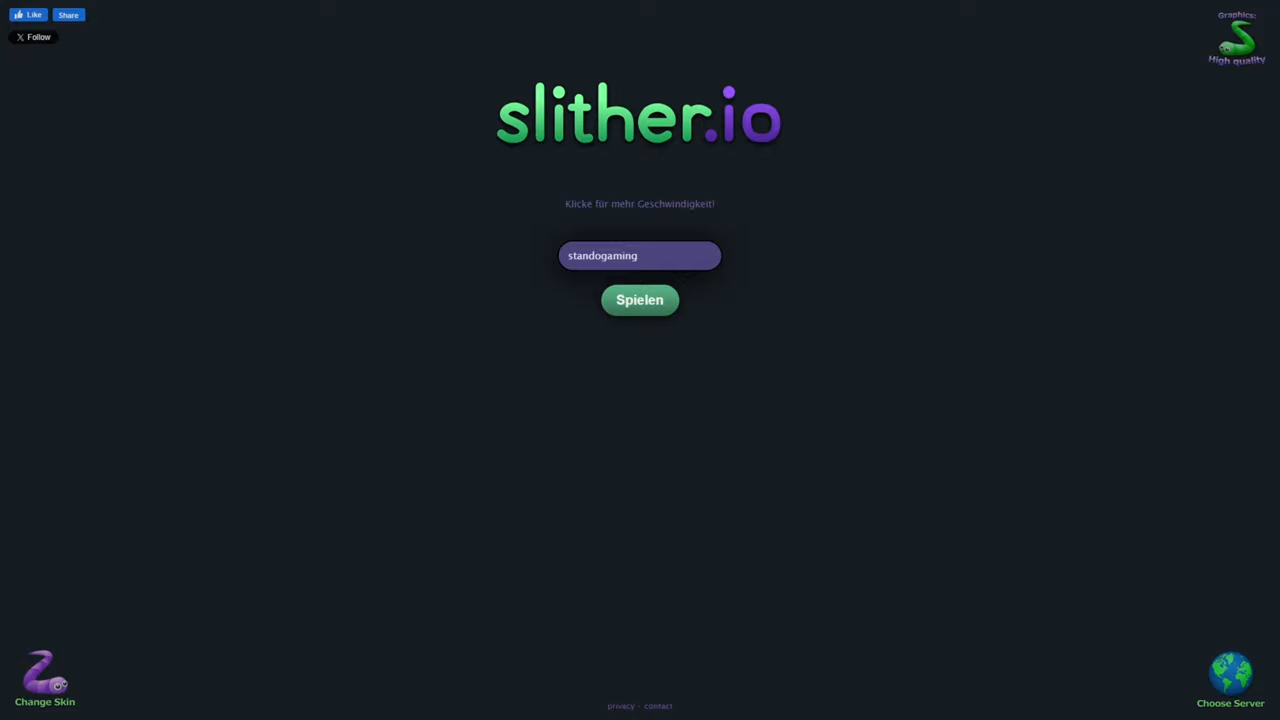 Like Share
Follow
Graphics:
High quality
slither.io
Klicke für mehr Geschwindigkeit!
standogaming
Spielen
Change Skin
privacy · contact
Choose Server